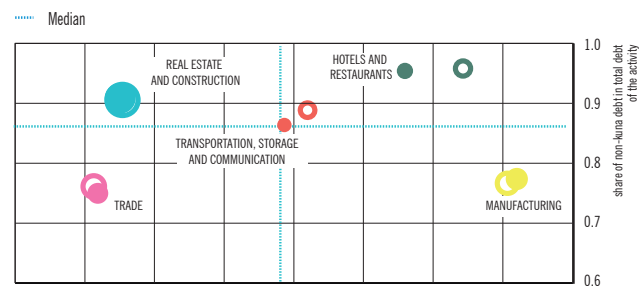 Median
REAL ESTATE
AND CONSTRUCTION
HOTELS AND
RESTAURANTS
TRANSPORTATION, STORAGE
AND COMMUNICATION
TRADE
MANUFACTURING
1.0
0.9
0.8
0.7
0.6
share of non-kuna debt in total debt
of the activity